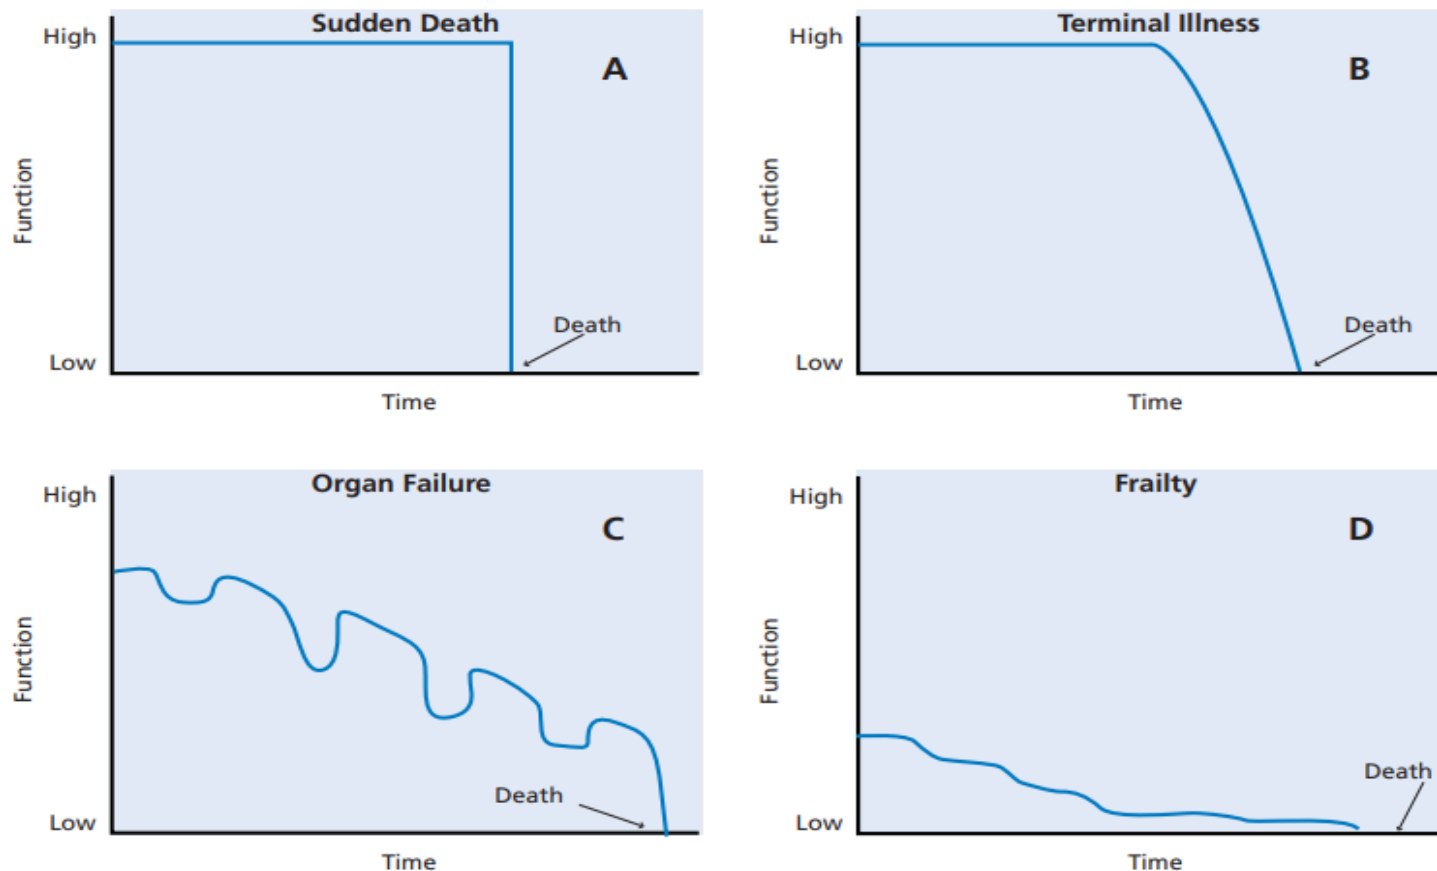 Sudden Death
High
A
Function
Death
Low
Time
Terminal Illness
High
B
Function
Death
Low
Time
Organ Failure
High
C
Function
Death
Low
Time
Frailty
High
D
Function
Death
Low
Time